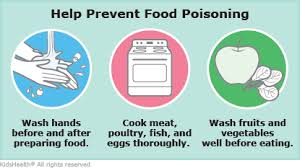 Help Prevent Food Poisoning
Wash hands
before and after
preparing food.
Cook meat,
poultry, fish, and
eggs thoroughly.
Wash fruits and
vegetables
well before eating.
KidsHealth® All rights reserved.